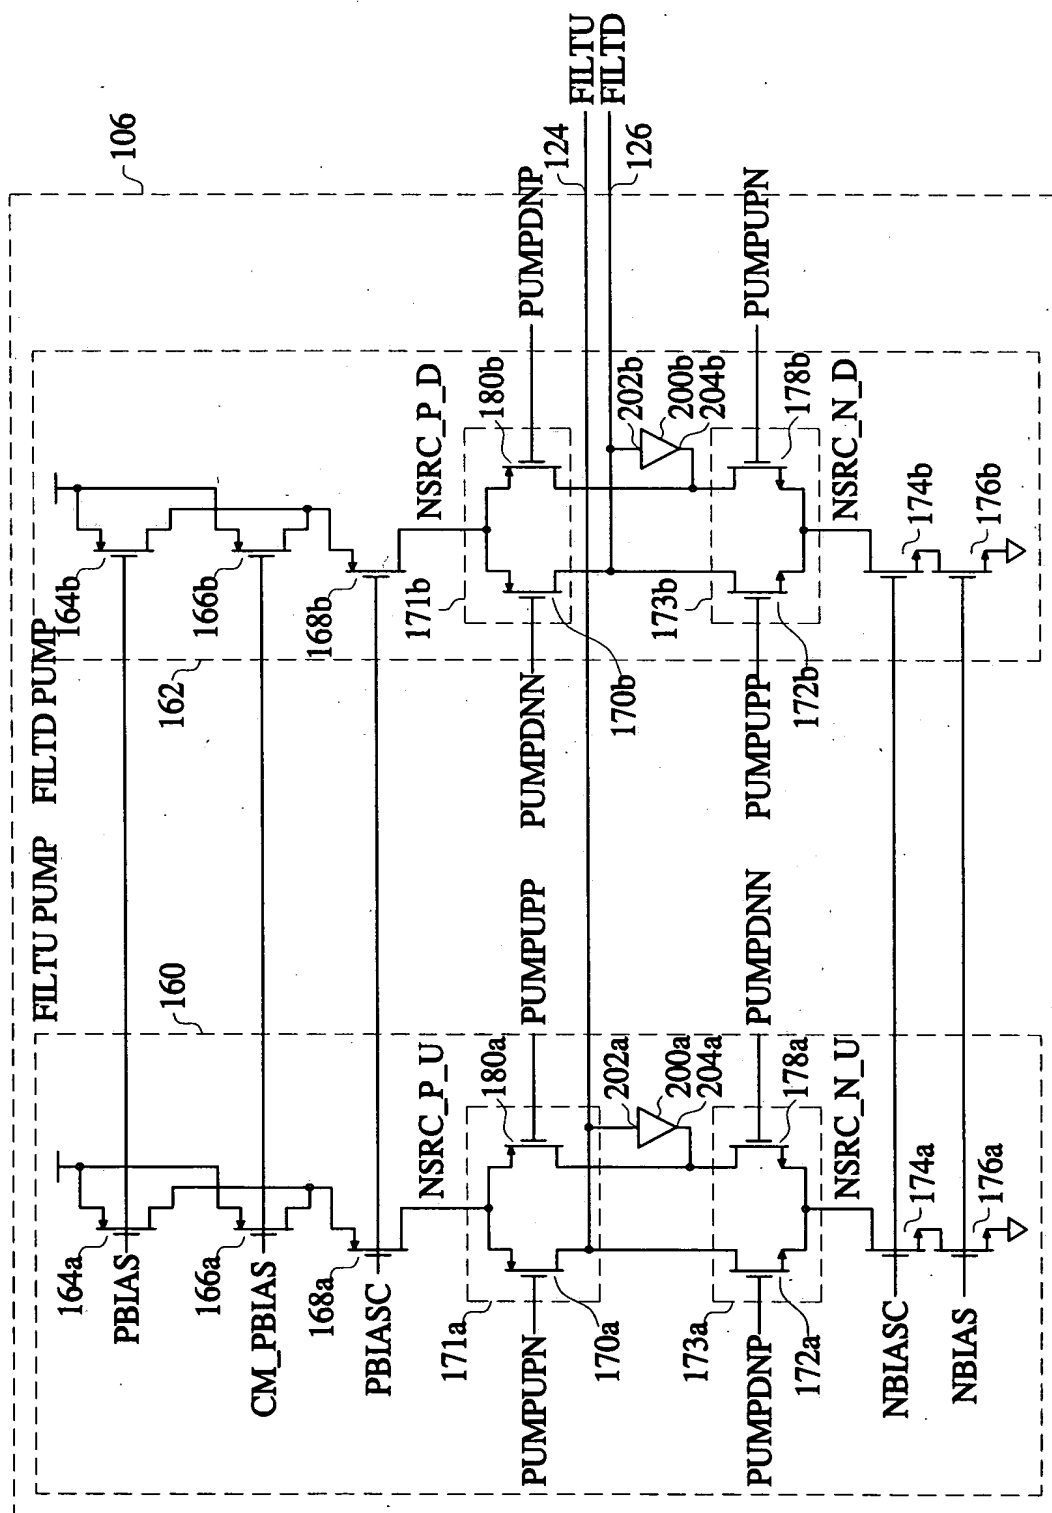 106
FILTU PUMP
FILTD PUMP
160
162
164a
PBIAS
166a
CM_PBIAS
168a
PBIASC
NSRC_P_U
171a
180a
PUMPUPN
170a
PUMPUPP
202a
200a
204a
173a
PUMPDNP
172a
178a
PUMPDNN
NSRC_N_U
NBIASC
174a
NBIAS
176a
164b
166b
168b
NSRC_P_D
171b
180b
PUMPDNN
170b
PUMPDNP
124
FILTU
126
FILTD
202b
200b
204b
173b
PUMPUPP
172b
178b
PUMPUPN
NSRC_N_D
174b
176b